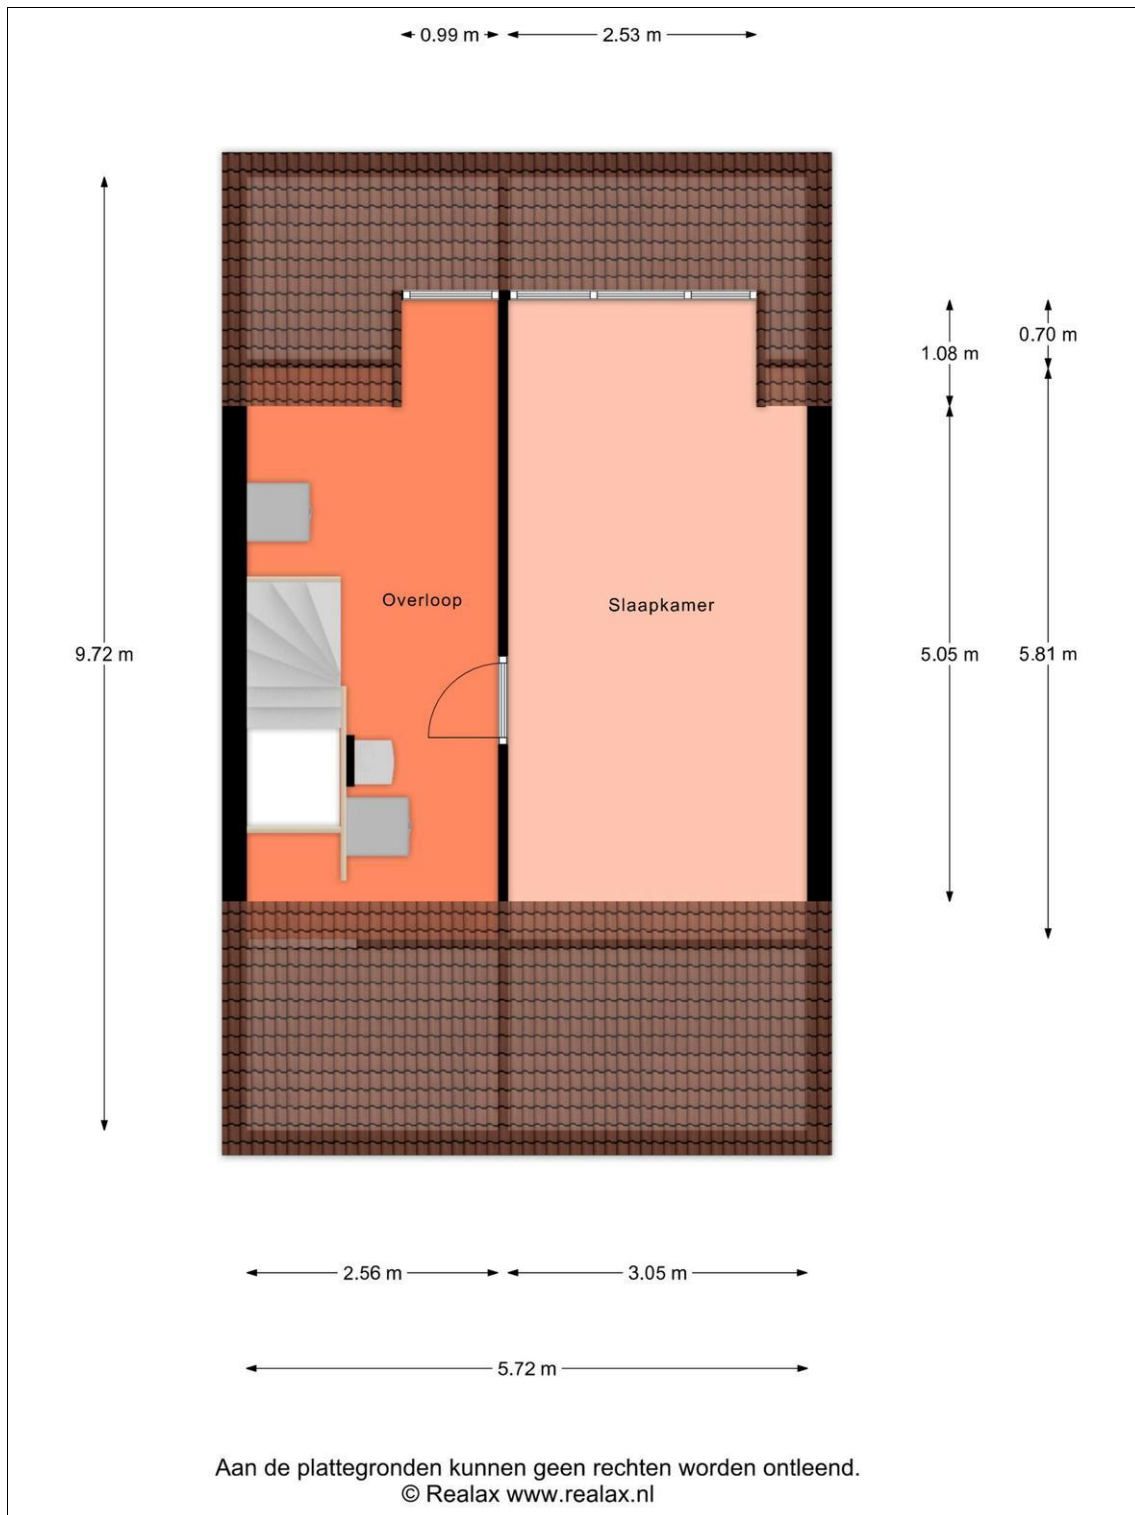 0.99 m
2.53 m
0.70 m
1.08 m
Overloop
Slaapkamer
9.72 m
5.05 m
5.81 m
2.56 m
3.05 m
5.72 m
Aan de plattegronden kunnen geen rechten worden ontleend.
© Realax www.realax.nl